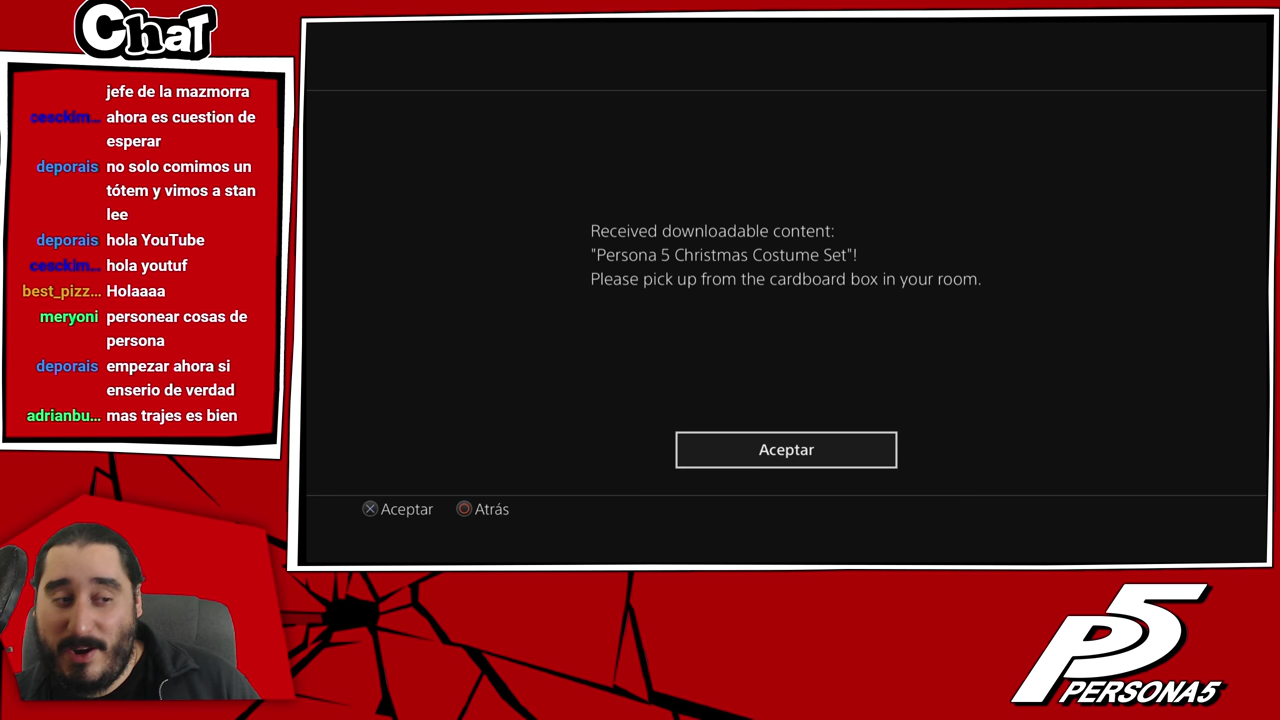 Chat
jefe de la mazmorra
ceeckim... ahora es cuestion de
esperar
deporais no solo comimos un
tótem y vimos a stan
lee
deporais hola YouTube
ceeckim... hola youtuf
best_pizz... Holaaaa
meryoni personear cosas de
persona
deporais empezar ahora si
enserio de verdad
adrianbu... mas trajes es bien
Received downloadable content:
"Persona 5 Christmas Costume Set"!
Please pick up from the cardboard box in your room.
Aceptar
Aceptar Atrás
P5
PERSONA5